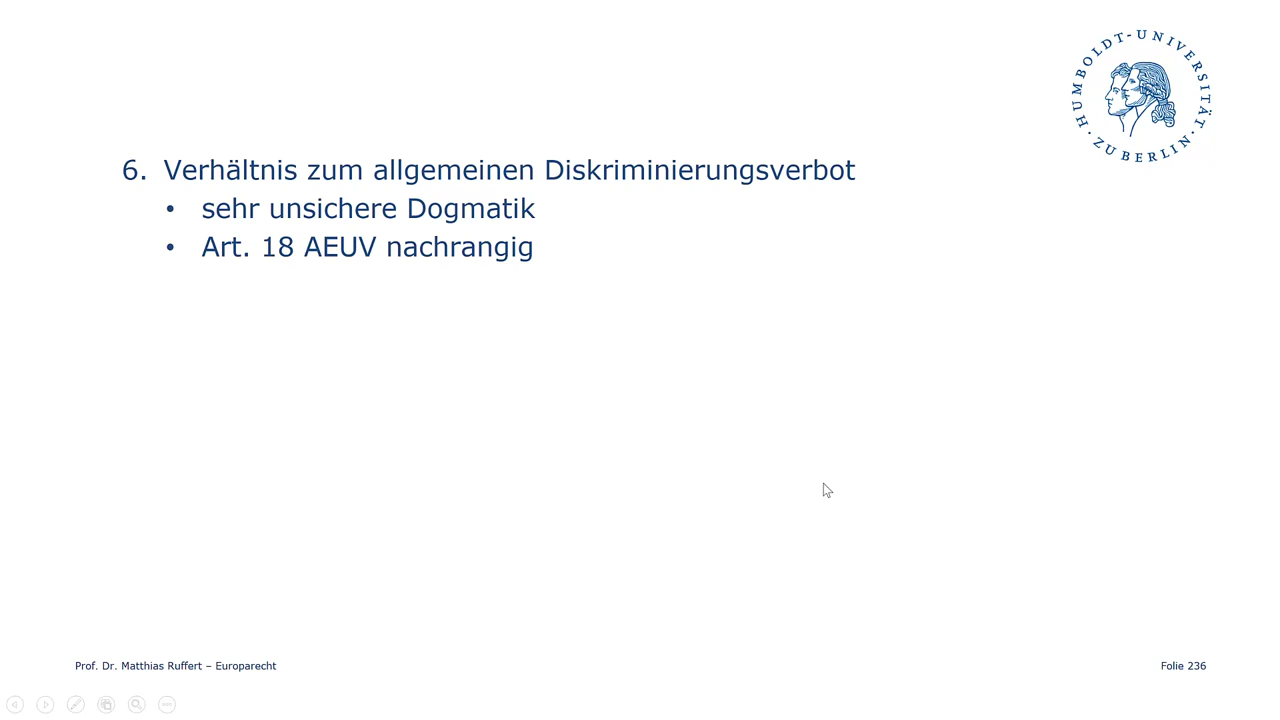 HUMBOLDT-UNIVERSITÄT ZU BERLIN
6. Verhältnis zum allgemeinen Diskriminierungsverbot
• sehr unsichere Dogmatik
• Art. 18 AEUV nachrangig
Prof. Dr. Matthias Ruffert – Europarecht
Folie 236